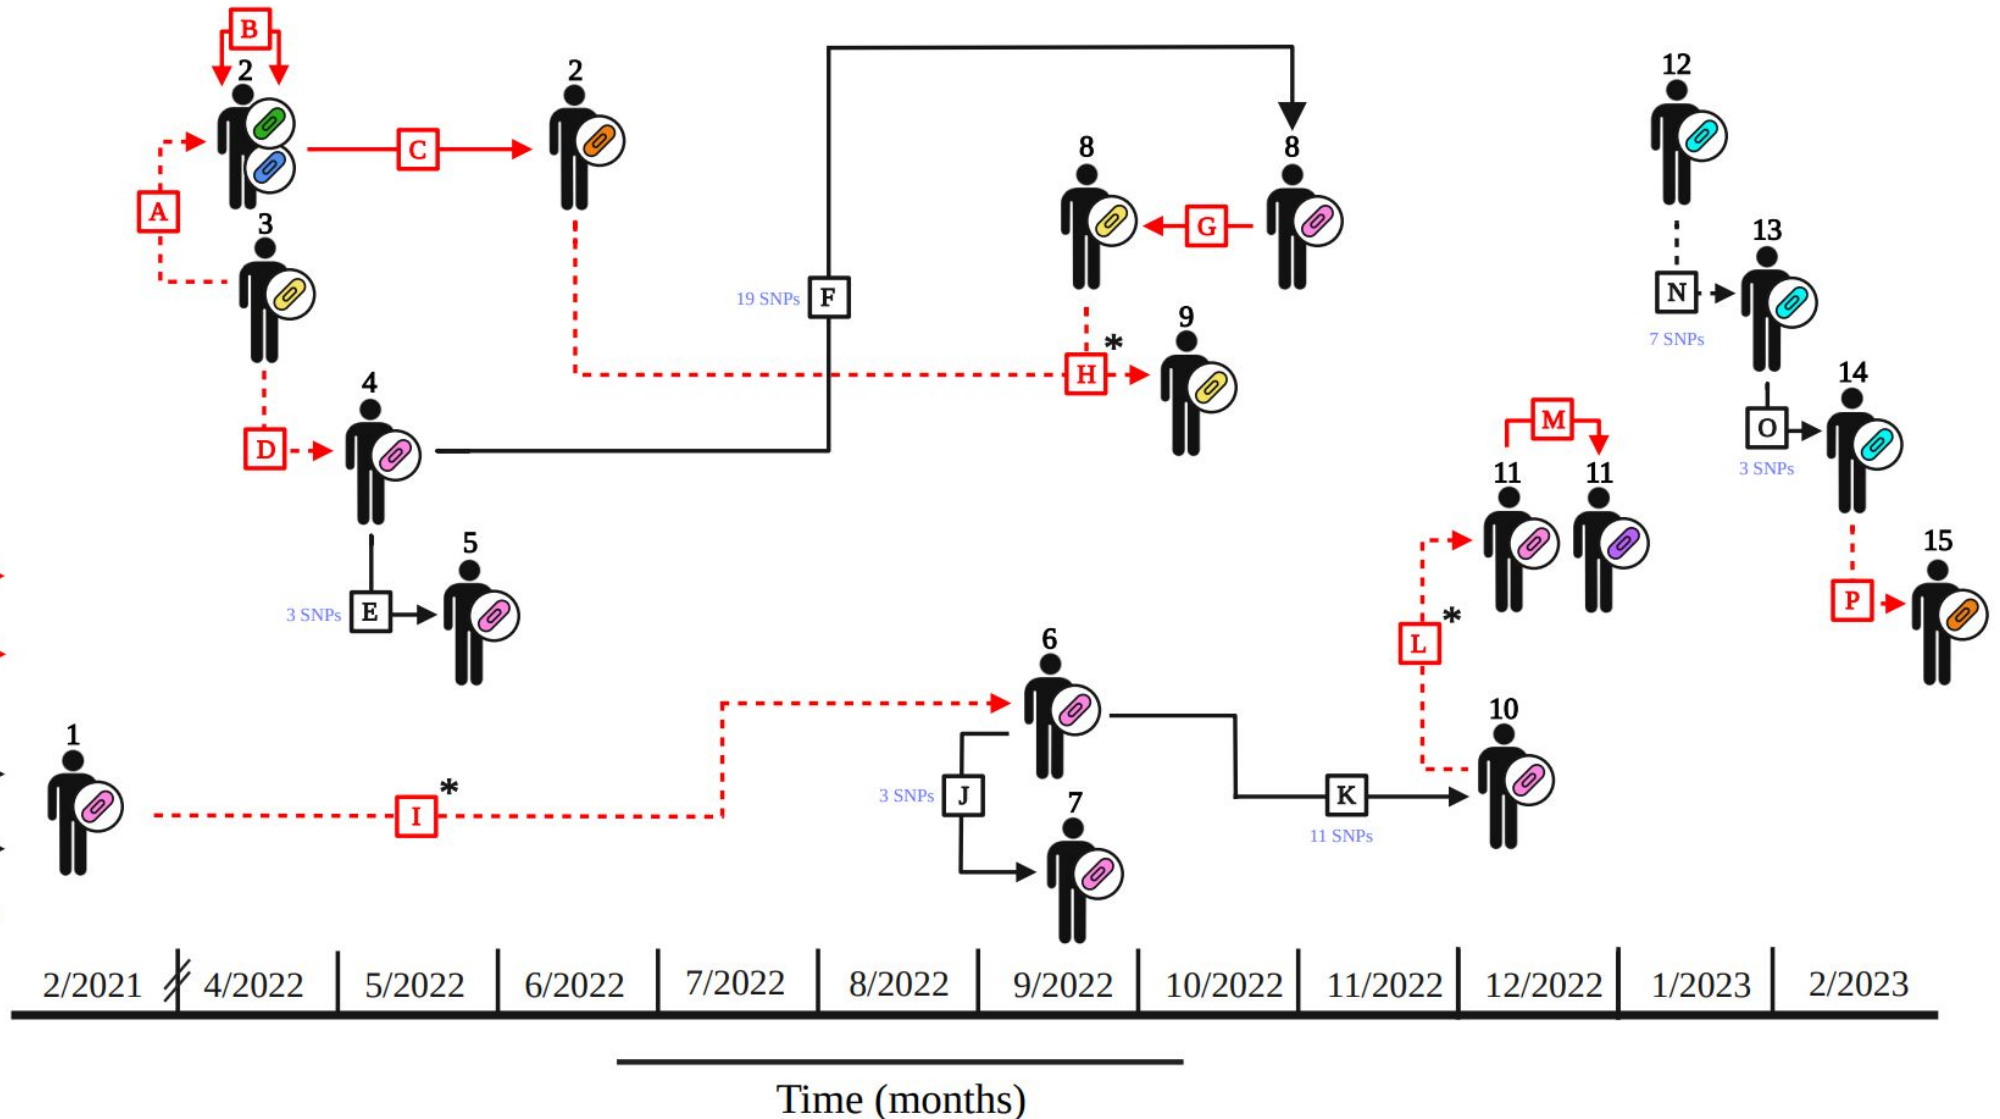 B
2
2
12
C
8
8
A
3
G
13
N
F
19 SNPs
9
7 SNPs
*
H
4
14
M
O
D
3 SNPs
11
11
5
15
P
E
3 SNPs
*
L
6
10
1
*
I
J
3 SNPs
K
7
11 SNPs
2/2021
4/2022
5/2022
6/2022
7/2022
8/2022
9/2022
10/2022
11/2022
12/2022
1/2023
2/2023
Time (months)